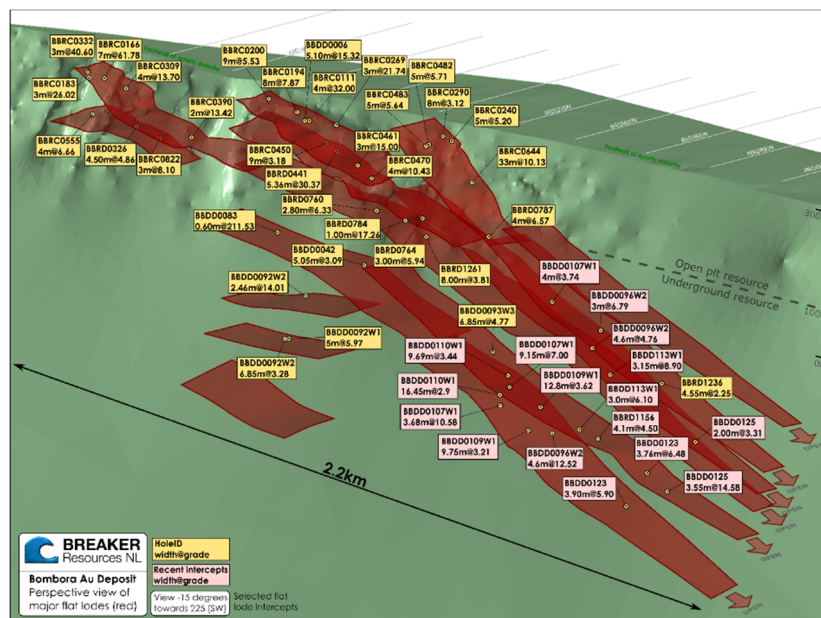 BBRC0332
3m@40.60
BBRC0166
7m@61.78
BBRC0309
4m@13.70
BBRC0183
3m@26.02
BBRC0200
9m@5.53
BBDD0006
5.10m@15.32
BBRC0194
8m@7.87
BBRC0111
4m@32.00
BBRC0269
3m@21.74
BBRC0482
5m@5.71
BBRC0483
5m@5.64
BBRC0290
8m@3.12
BBRC0240
5m@5.20
BBRC0390
2m@13.42
BBRC0555
4m@6.66
BBRD0326
4.50m@4.86
BBRC0822
3m@8.10
BBRC0450
9m@3.18
BBRC0461
3m@15.00
BBRC0470
4m@10.43
BBRC0644
33m@10.13
BBRD0441
5.36m@30.37
BBRD0760
2.80m@6.33
BBRD0784
1.00m@17.26
BBRD0764
3.00m@5.94
BBRD0787
4m@6.57
BBDD0083
0.60m@211.53
BBDD0042
5.05m@3.09
BBRD1261
8.00m@3.81
BBDD0092W2
2.46m@14.01
BBDD0092W1
5m@5.97
BBDD0092W2
6.85m@3.28
BBDD0093W3
6.85m@4.77
BBDD0107W1
4m@3.74
BBDD0096W2
3m@6.79
BBDD0096W2
4.6m@4.76
BBDD0107W1
9.15m@7.00
BBDD0110W1
9.69m@3.44
BBDD0113W1
3.15m@8.90
BBDD0109W1
12.8m@3.62
BBDD0110W1
16.45m@2.9
BBDD113W1
3.0m@6.10
BBRD1236
4.55m@2.25
BBDD0107W1
3.68m@10.58
BBRD1156
4.1m@4.50
BBDD0125
2.00m@3.31
BBDD0109W1
9.75m@3.21
BBDD0096W2
4.6m@12.52
BBDD0123
3.76m@6.48
BBDD0123
3.90m@5.90
BBDD0125
3.55m@14.58
Open pit resource
Underground resource
300
100
2.2km
OPEN
OPEN
OPEN
OPEN
OPEN
OPEN
BREAKER
Resources NL
Bombora Au Deposit
Perspective view of
major flat lodes (red)
HoleID
width@grade
Recent intercepts
width@grade
View -15 degrees
towards 225 (SW)
Selected flat
lode intercepts